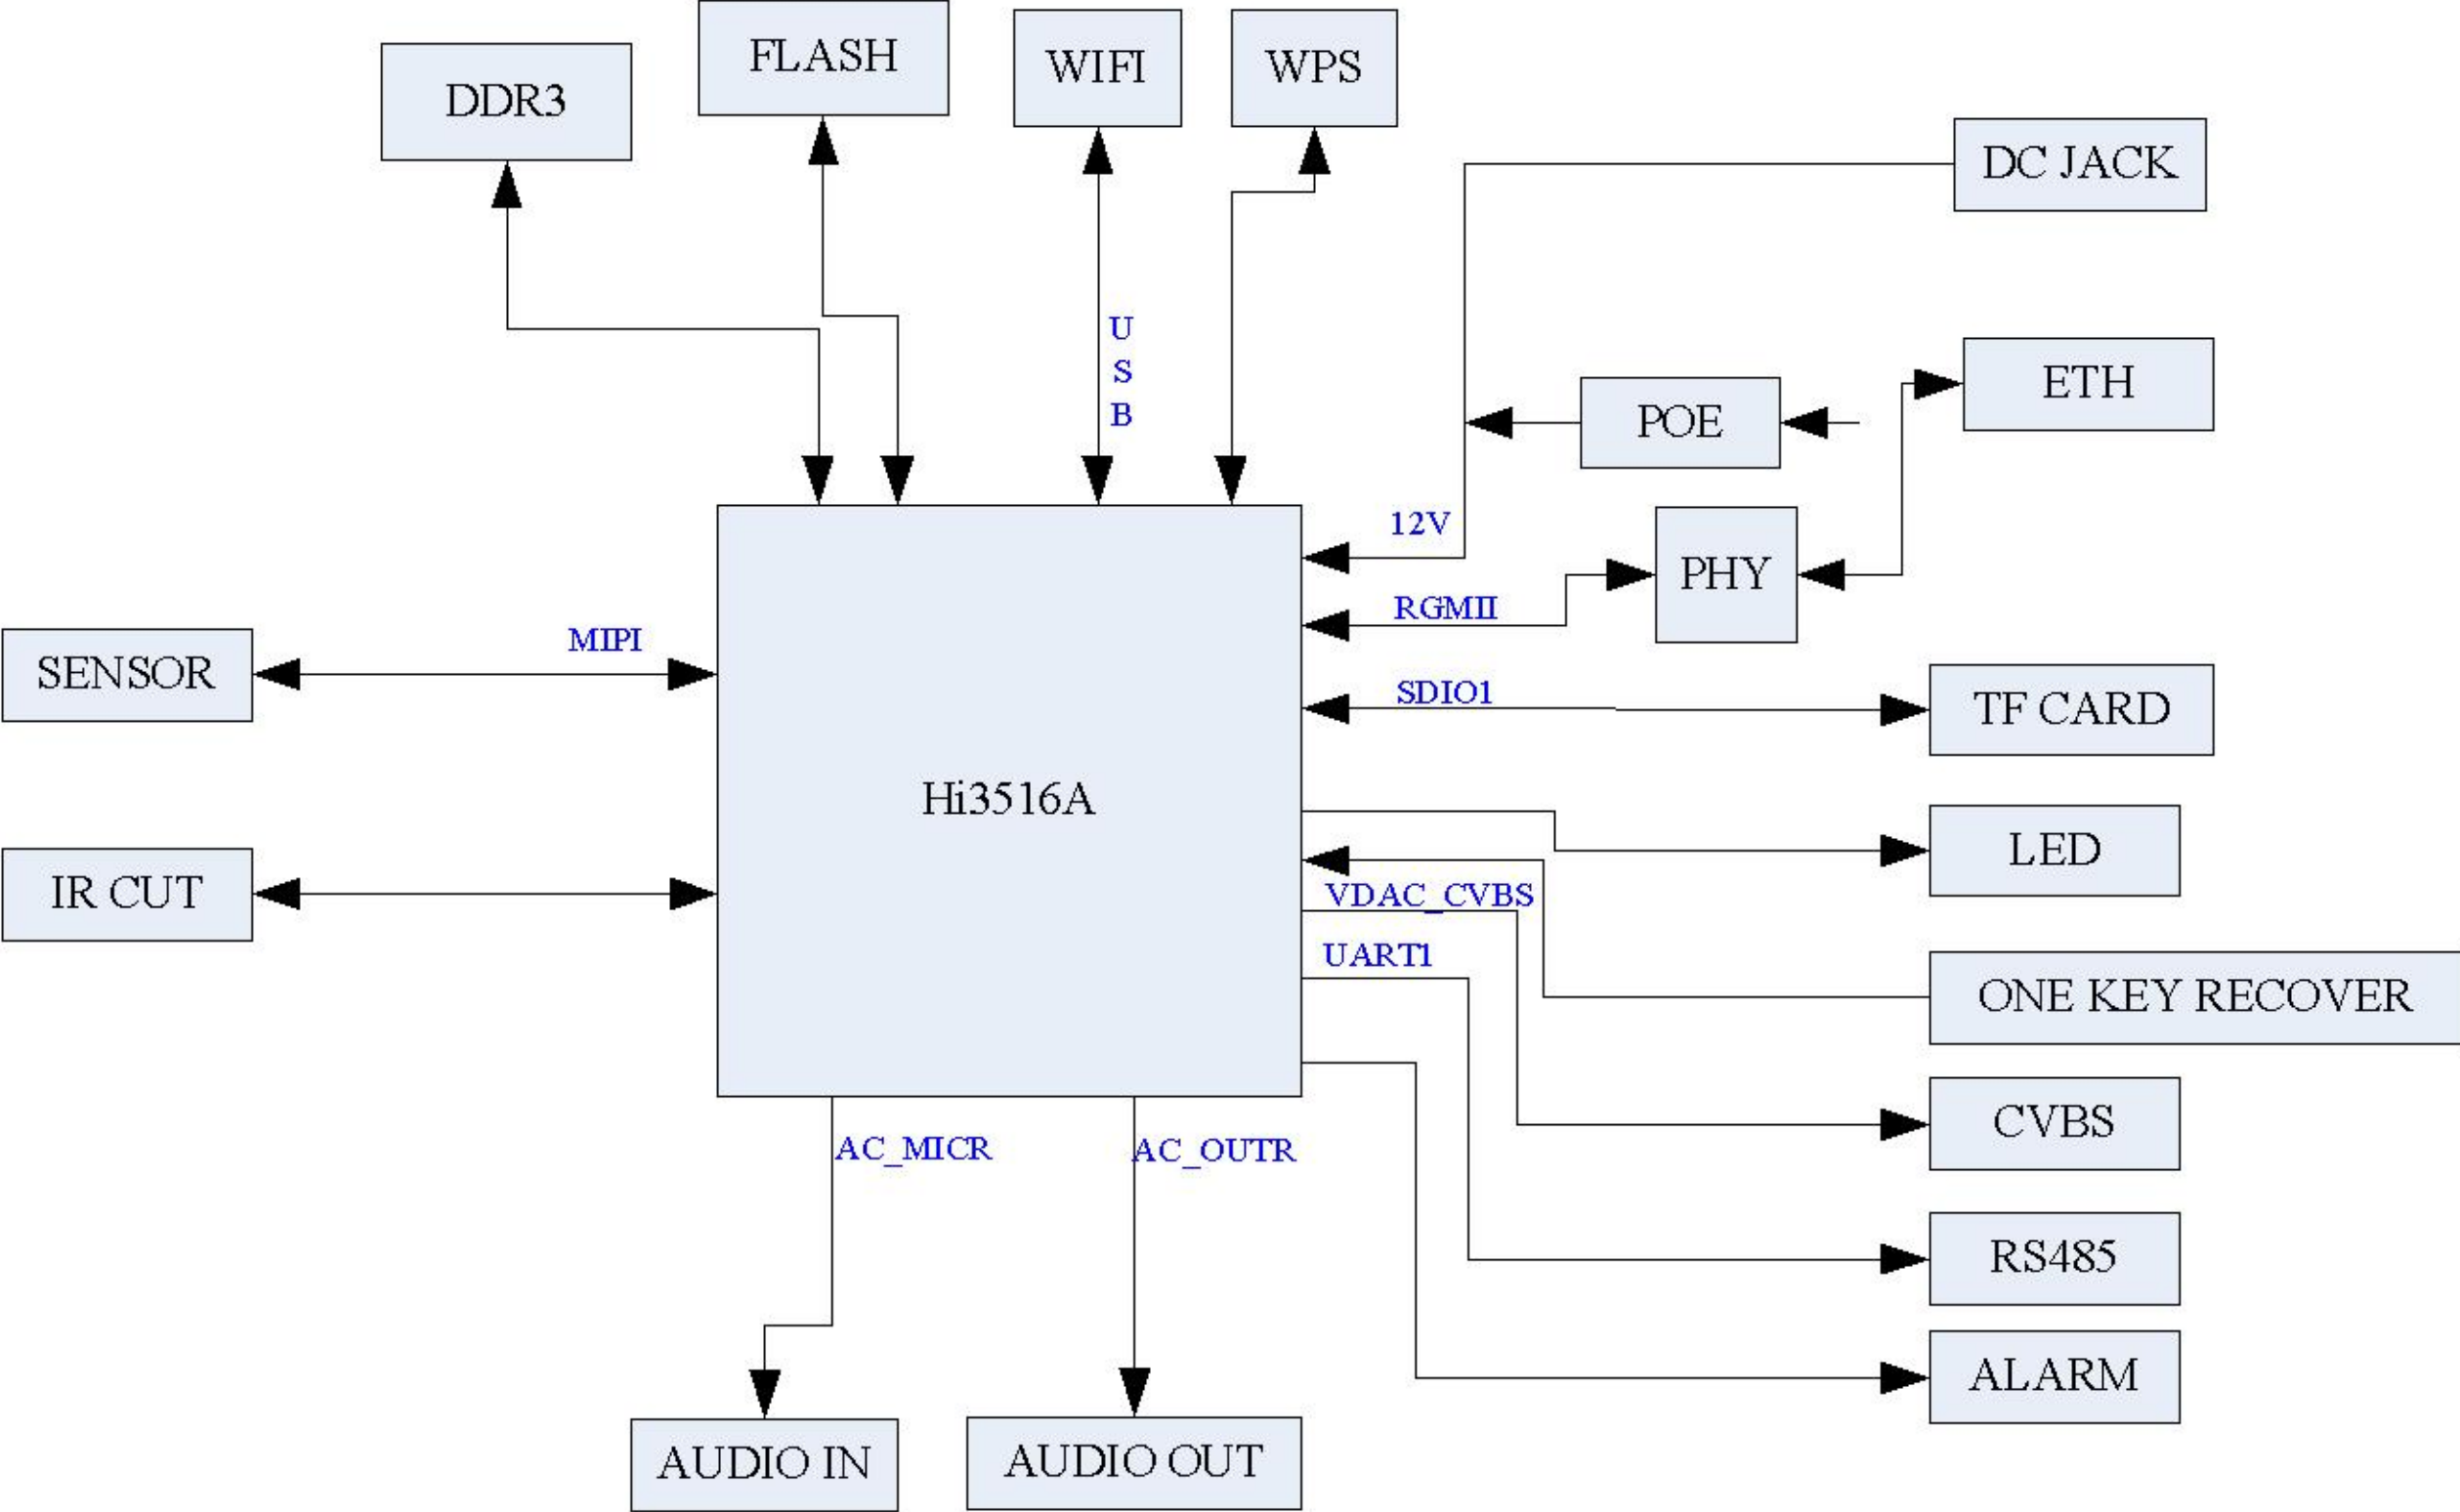 FLASH
WIFI
WPS
DDR3
DC JACK
U
S
B
ETH
POE
12V
PHY
RGMII
MIPI
SENSOR
SDIO1
TF CARD
Hi3516A
LED
IR CUT
VDAC_CVBS
UART1
ONE KEY RECOVER
CVBS
AC_MICR
AC_OUTR
RS485
ALARM
AUDIO IN
AUDIO OUT